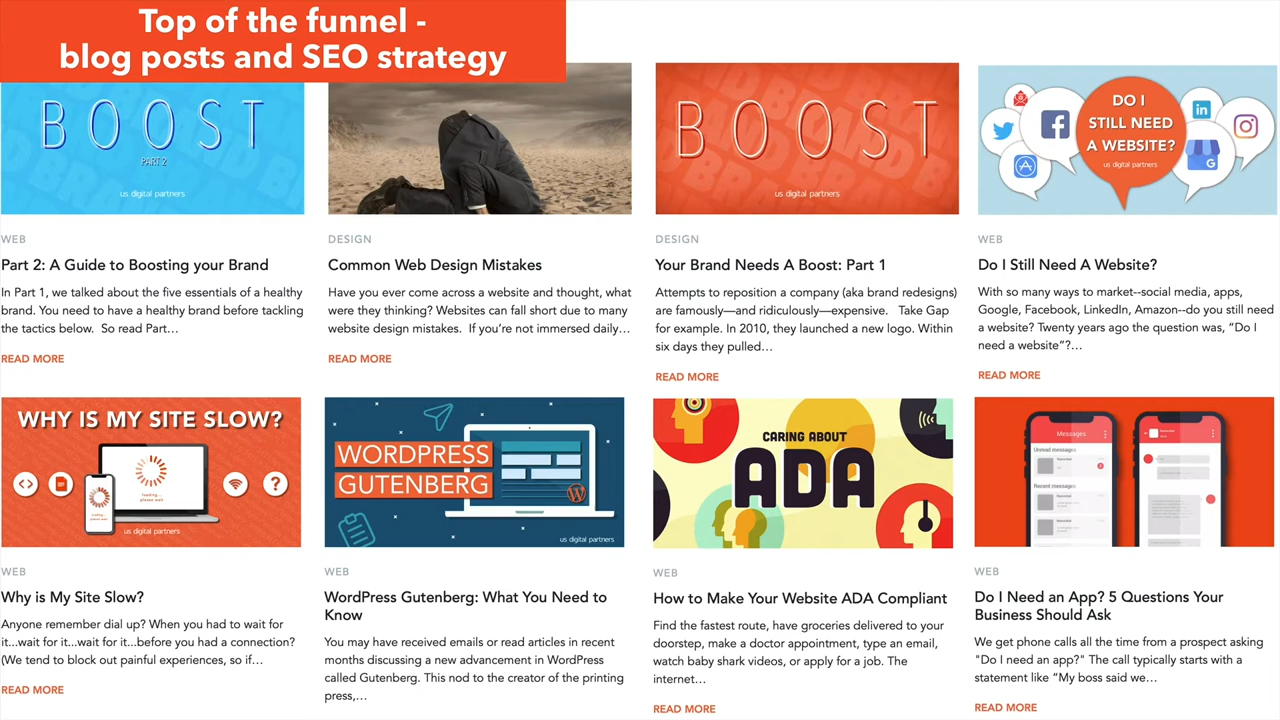 Top of the funnel -
blog posts and SEO strategy
BOOST
PART 2
us digital partners
WEB
Part 2: A Guide to Boosting your Brand
In Part 1, we talked about the five essentials of a healthy
brand. You need to have a healthy brand before tackling
the tactics below.  So read Part…
READ MORE
DESIGN
Common Web Design Mistakes
Have you ever come across a website and thought, what
were they thinking? Websites can fall short due to many
website design mistakes.  If you’re not immersed daily…
READ MORE
BOOST
us digital partners
DESIGN
Your Brand Needs A Boost: Part 1
Attempts to reposition a company (aka brand redesigns)
are famously—and ridiculously—expensive.   Take Gap
for example. In 2010, they launched a new logo. Within
six days they pulled…
READ MORE
DO I
STILL NEED
A WEBSITE?
us digital partners
WEB
Do I Still Need A Website?
With so many ways to market--social media, apps,
Google, Facebook, LinkedIn, Amazon--do you still need
a website? Twenty years ago the question was, “Do I
need a website”?…
READ MORE
WHY IS MY SITE SLOW?
loading...
please wait
us digital partners
WEB
Why is My Site Slow?
Anyone remember dial up? When you had to wait for
it...wait for it...wait for it...before you had a connection?
(We tend to block out painful experiences, so if…
READ MORE
WORDPRESS
GUTENBERG
us digital partners
WEB
WordPress Gutenberg: What You Need to
Know
You may have received emails or read articles in recent
months discussing a new advancement in WordPress
called Gutenberg. This nod to the creator of the printing
press,…
CARING ABOUT
ADA
WEB
How to Make Your Website ADA Compliant
Find the fastest route, have groceries delivered to your
doorstep, make a doctor appointment, type an email,
watch baby shark videos, or apply for a job. The
internet…
READ MORE
Messages
Unread messages
Recent messages
WEB
Do I Need an App? 5 Questions Your
Business Should Ask
We get phone calls all the time from a prospect asking
"Do I need an app?" The call typically starts with a
statement like “My boss said we…
READ MORE